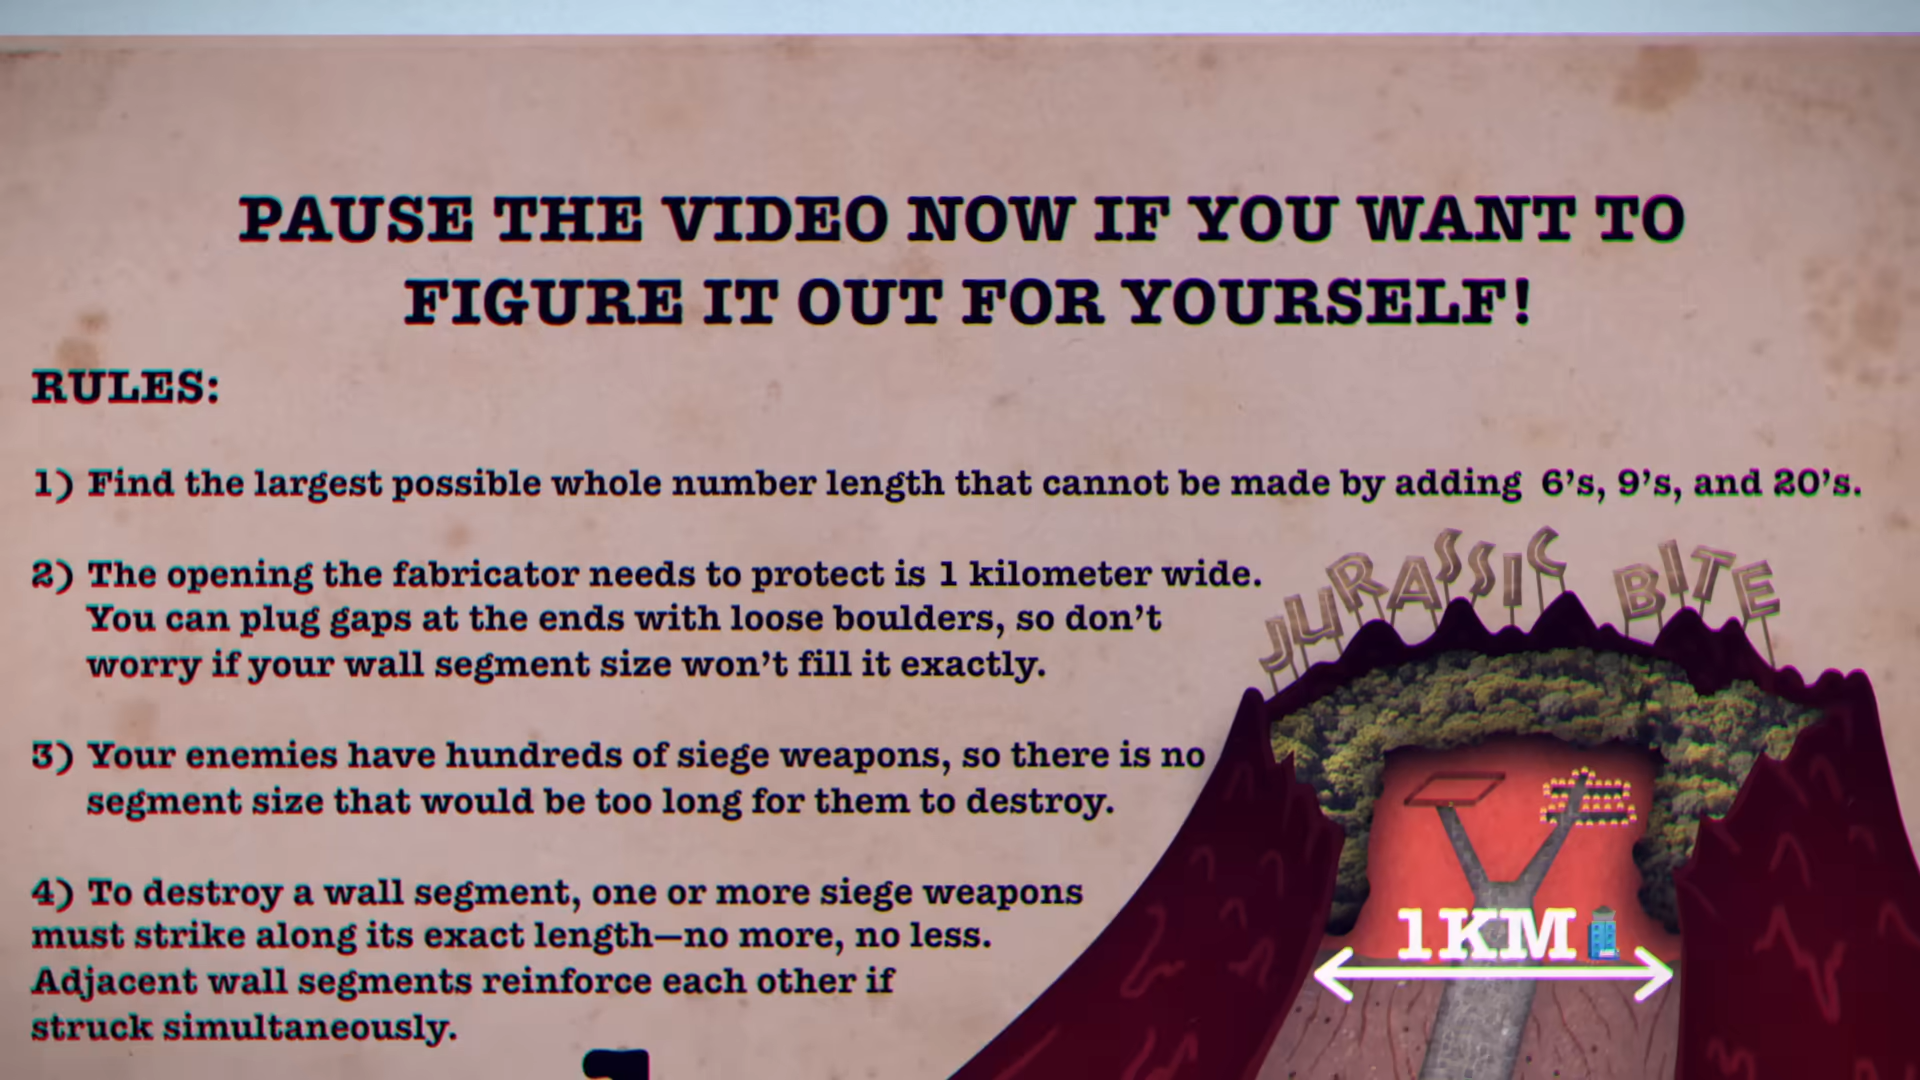 PAUSE THE VIDEO NOW IF YOU WANT TO
FIGURE IT OUT FOR YOURSELF!
RULES:
1) Find the largest possible whole number length that cannot be made by adding 6's, 9's, and 20's.
JURASSIC BITE
2) The opening the fabricator needs to protect is 1 kilometer wide.
You can plug gaps at the ends with loose boulders, so don't
worry if your wall segment size won't fill it exactly.
3) Your enemies have hundreds of siege weapons, so there is no
segment size that would be too long for them to destroy.
4) To destroy a wall segment, one or more siege weapons
must strike along its exact length—no more, no less.
Adjacent wall segments reinforce each other if
struck simultaneously.
1KM